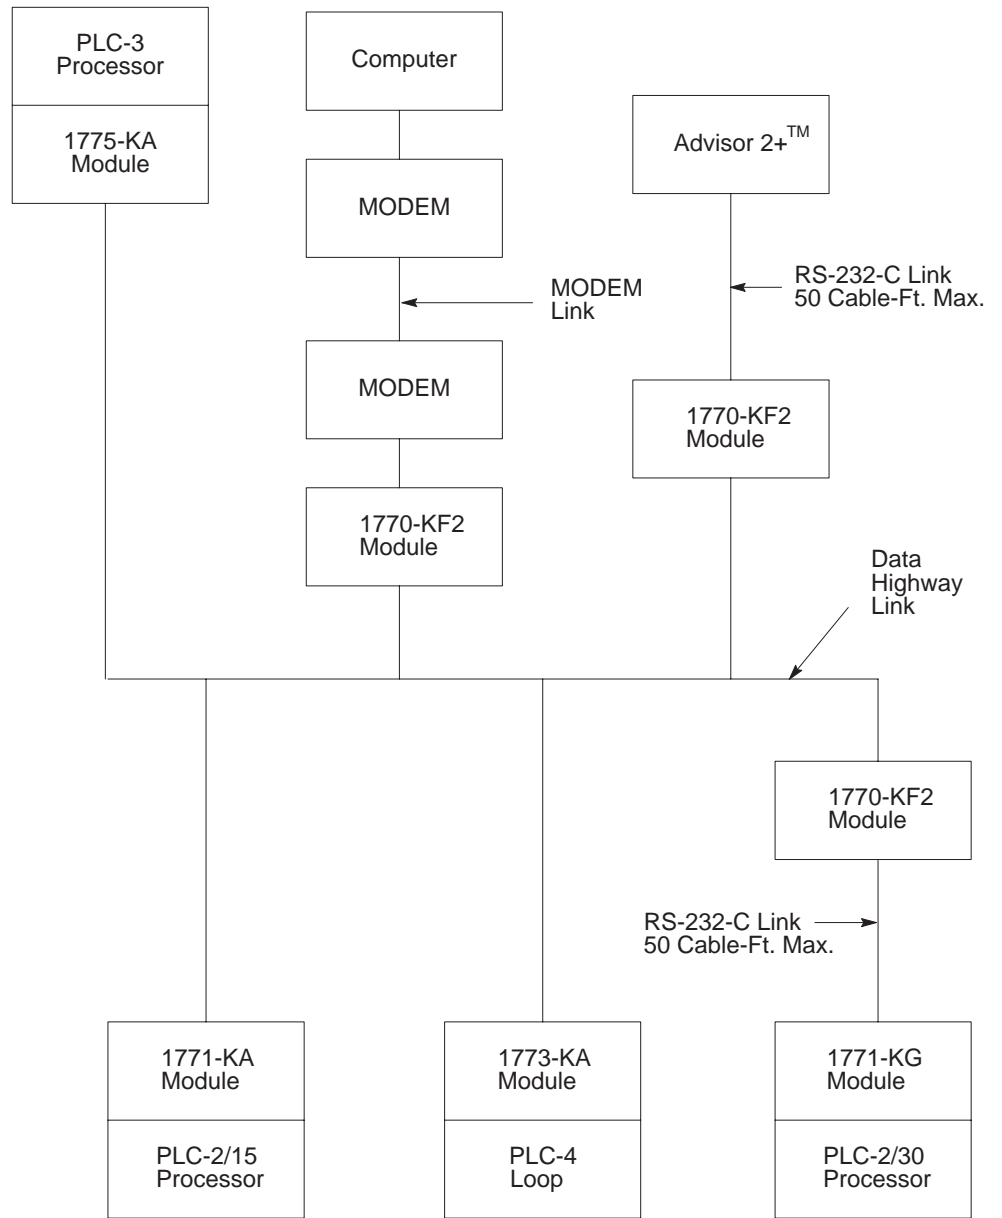 PLC-3
Processor
1775-KA
Module
Computer
MODEM
MODEM
Link
MODEM
1770-KF2
Module
Advisor 2+™
RS-232-C Link
50 Cable-Ft. Max.
1770-KF2
Module
Data
Highway
Link
1770-KF2
Module
RS-232-C Link
50 Cable-Ft. Max.
1771-KA
Module
PLC-2/15
Processor
1773-KA
Module
PLC-4
Loop
1771-KG
Module
PLC-2/30
Processor